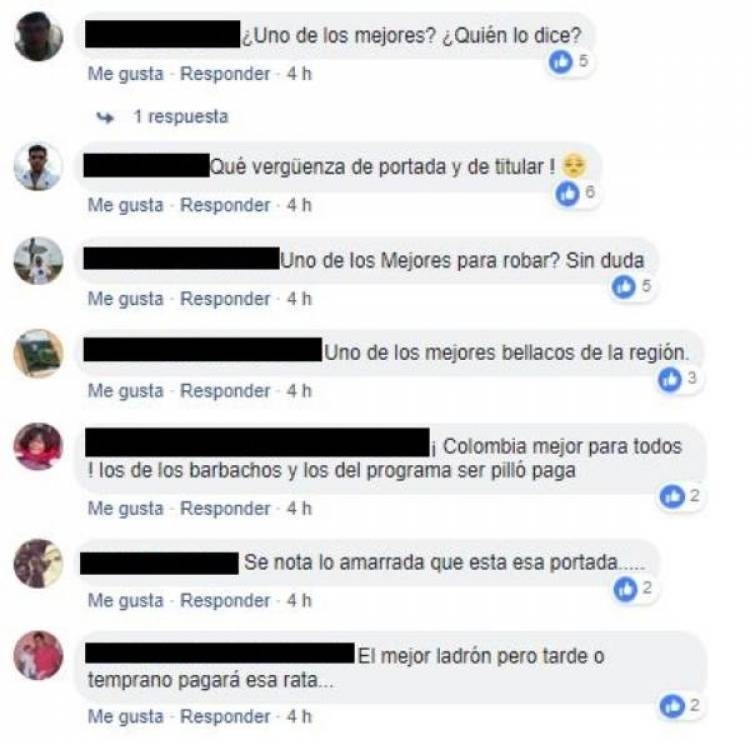 ¿Uno de los mejores? ¿Quién lo dice?
5
Me gusta · Responder · 4 h
1 respuesta
Qué vergüenza de portada y de titular !
6
Me gusta · Responder · 4 h
Uno de los Mejores para robar? Sin duda
5
Me gusta · Responder · 4 h
Uno de los mejores bellacos de la región.
3
Me gusta · Responder · 4 h
¡ Colombia mejor para todos
! los de los barbachos y los del programa ser pilló paga
2
Me gusta · Responder · 4 h
Se nota lo amarrada que esta esa portada.....
2
Me gusta · Responder · 4 h
El mejor ladrón pero tarde o
temprano pagará esa rata...
2
Me gusta · Responder · 4 h